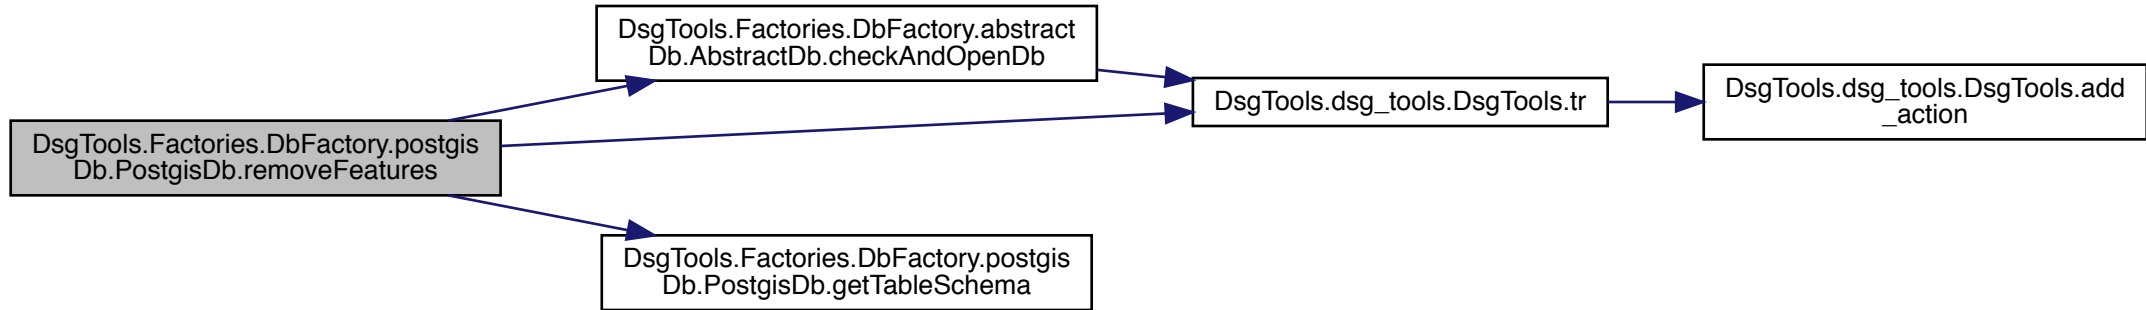 DsgTools.Factories.DbFactory.postgis
Db.PostgisDb.removeFeatures
DsgTools.Factories.DbFactory.abstract
Db.AbstractDb.checkAndOpenDb
DsgTools.dsg_tools.DsgTools.tr
DsgTools.dsg_tools.DsgTools.add
_action
DsgTools.Factories.DbFactory.postgis
Db.PostgisDb.getTableSchema